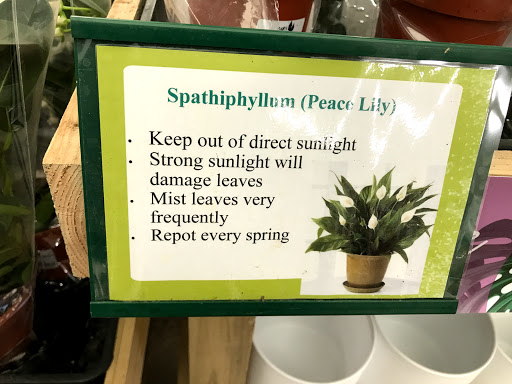 Spathiphyllum (Peace Lily)
· Keep out of direct sunlight
· Strong sunlight will
damage leaves
· Mist leaves very
frequently
· Repot every spring